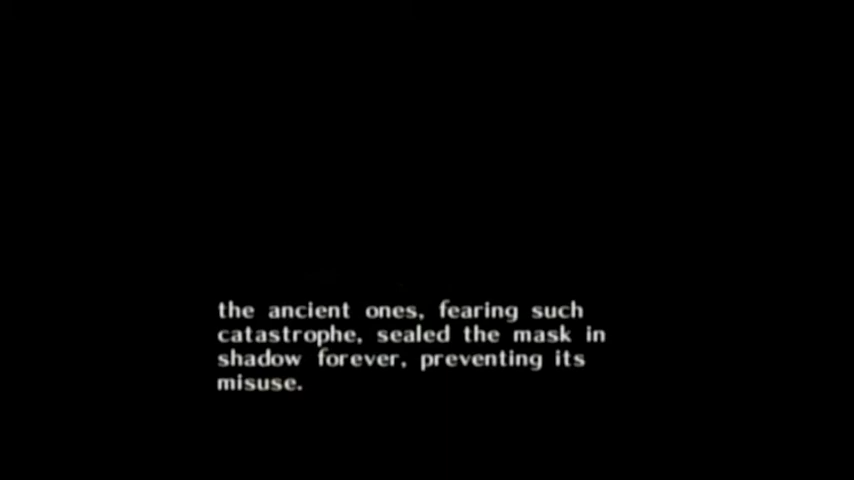 the ancient ones, fearing such
catastrophe, sealed the mask in
shadow forever, preventing its
misuse.